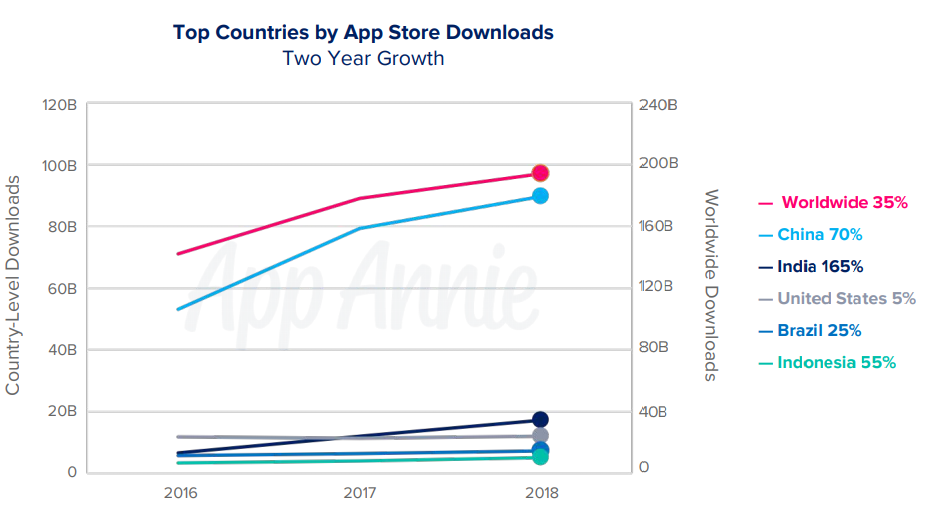 Top Countries by App Store Downloads
Two Year Growth
120B
100B
80B
60B
40B
20B
0
Country-Level Downloads
240B
200B
160B
120B
80B
40B
0
Worldwide Downloads
2016
2017
2018
App Annie
Worldwide 35%
China 70%
India 165%
United States 5%
Brazil 25%
Indonesia 55%